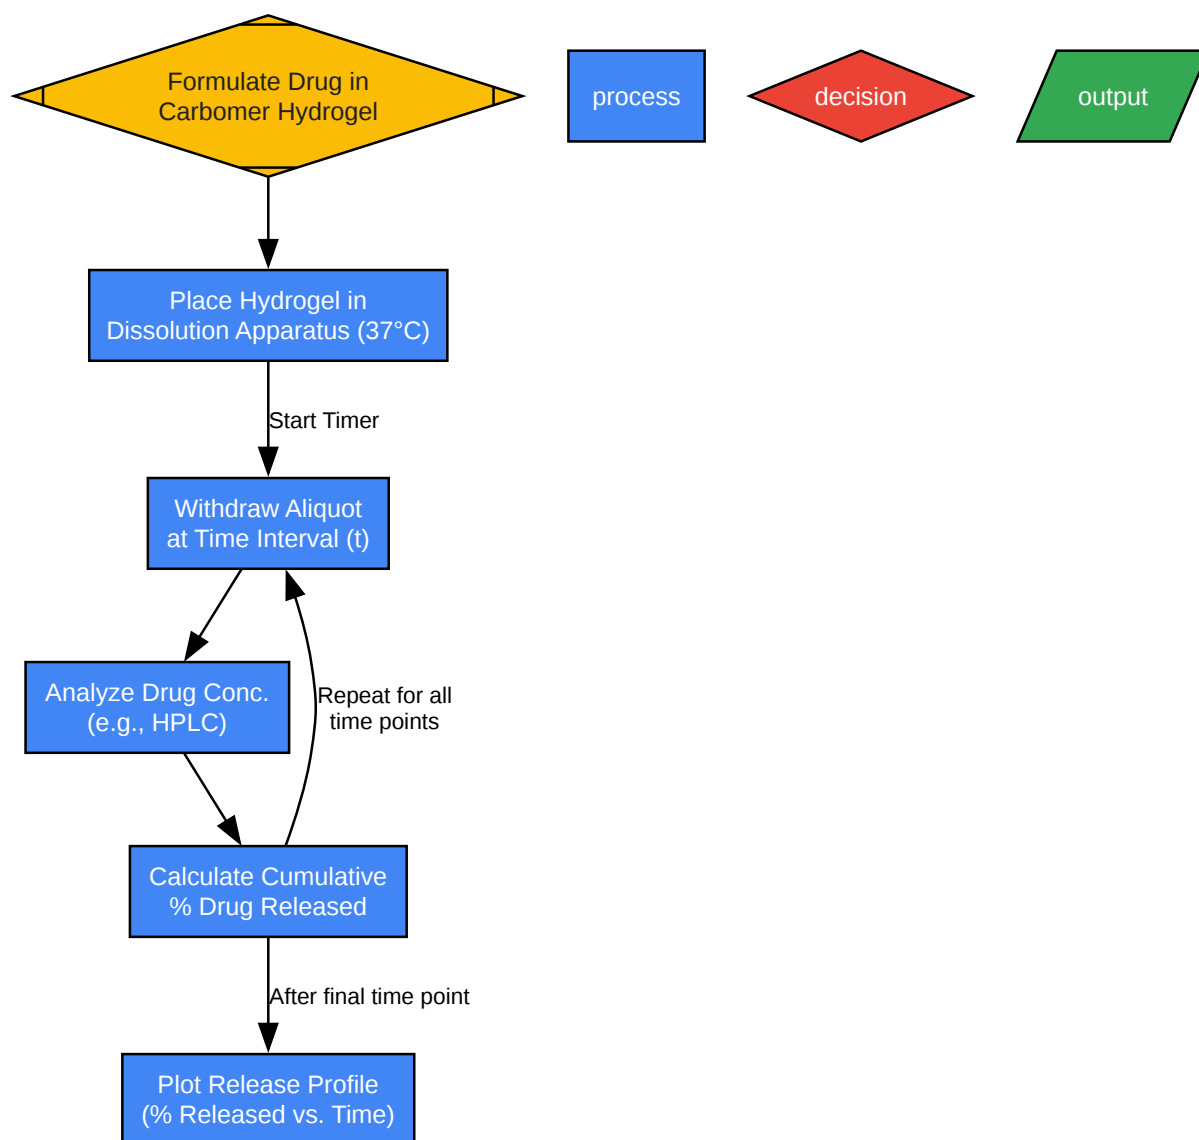 Formulate Drug in
Carbomer Hydrogel
process
decision
output
Place Hydrogel in
Dissolution Apparatus (37°C)
Start Timer
Withdraw Aliquot
at Time Interval (t)
Analyze Drug Conc.
(e.g., HPLC)
Repeat for all
time points
Calculate Cumulative
% Drug Released
After final time point
Plot Release Profile
(% Released vs. Time)